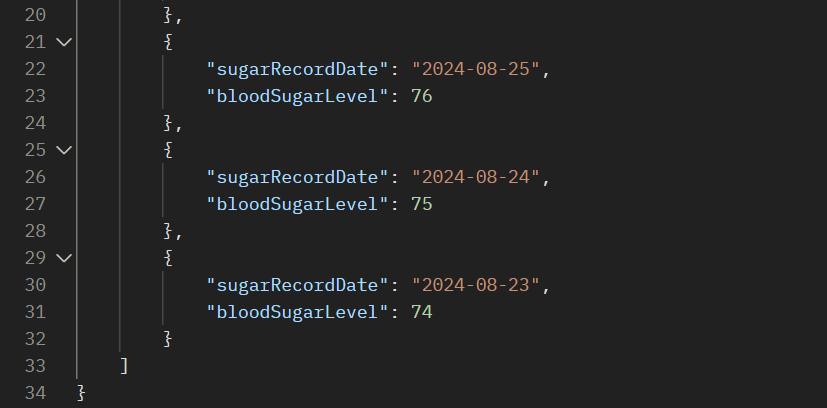 20 },
21 {
22 "sugarRecordDate": "2024-08-25",
23 "bloodSugarLevel": 76
24 },
25 {
26 "sugarRecordDate": "2024-08-24",
27 "bloodSugarLevel": 75
28 },
29 {
30 "sugarRecordDate": "2024-08-23",
31 "bloodSugarLevel": 74
32 }
33 ]
34 }